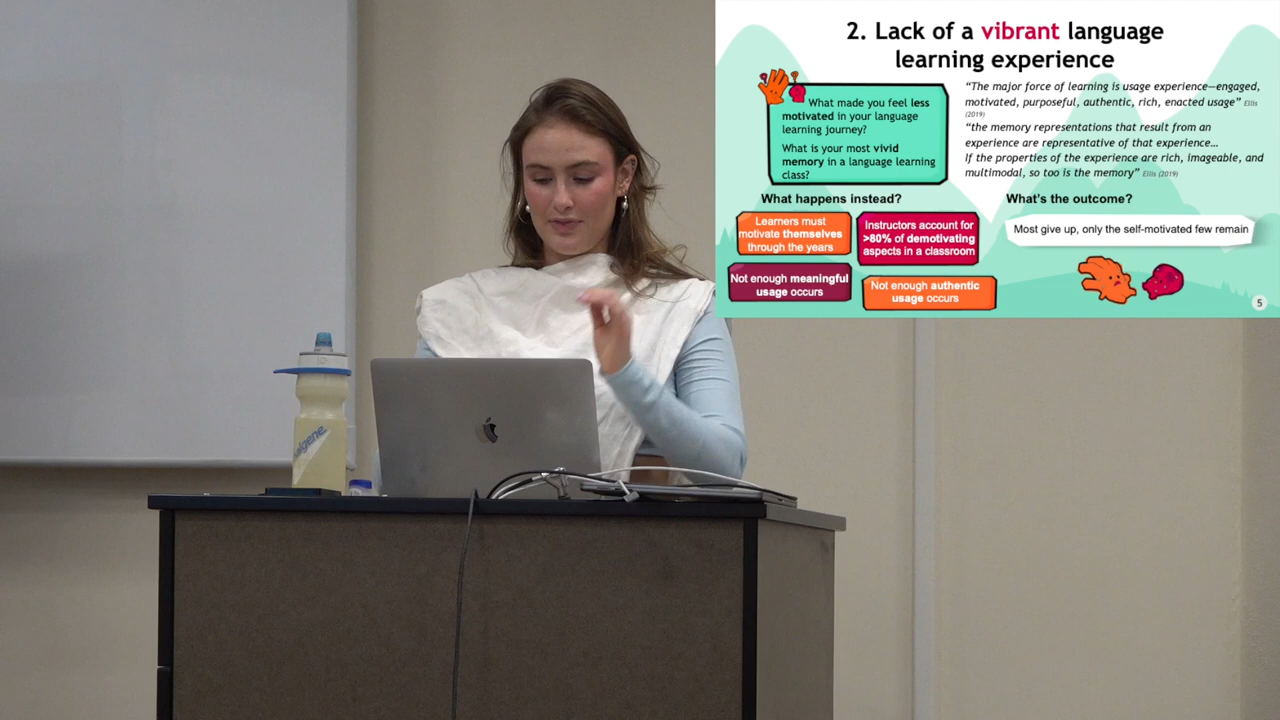 2. Lack of a vibrant language
learning experience
What made you feel less
motivated in your language
learning journey?
What is your most vivid
memory in a language learning
class?
"The major force of learning is usage experience—engaged,
motivated, purposeful, authentic, rich, enacted usage" Ellis
(2019)
"the memory representations that result from an
experience are representative of that experience...
If the properties of the experience are rich, imageable, and
multimodal, so too is the memory" Ellis (2019)
What happens instead?
Learners must
motivate themselves
through the years
Instructors account for
>80% of demotivating
aspects in a classroom
Not enough meaningful
usage occurs
Not enough authentic
usage occurs
What's the outcome?
Most give up, only the self-motivated few remain
5